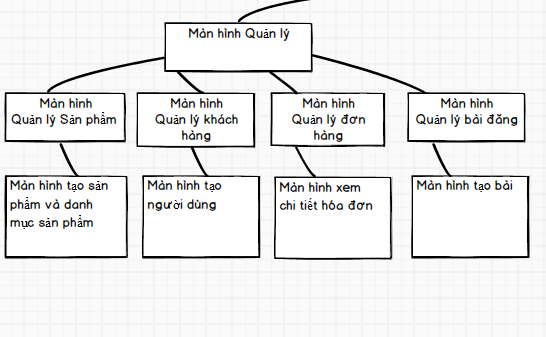 Màn hình Quản lý
Màn hình
Quản lý Sản phẩm
Màn hình
Quản lý khách
hàng
Màn hình
Quản lý đơn
hàng
Màn hình
Quản lý bài đăng
Màn hình tạo sản
phẩm và danh
mục sản phẩm
Màn hình tạo
người dùng
Màn hình xem
chi tiết hóa đơn
Màn hình tạo bài